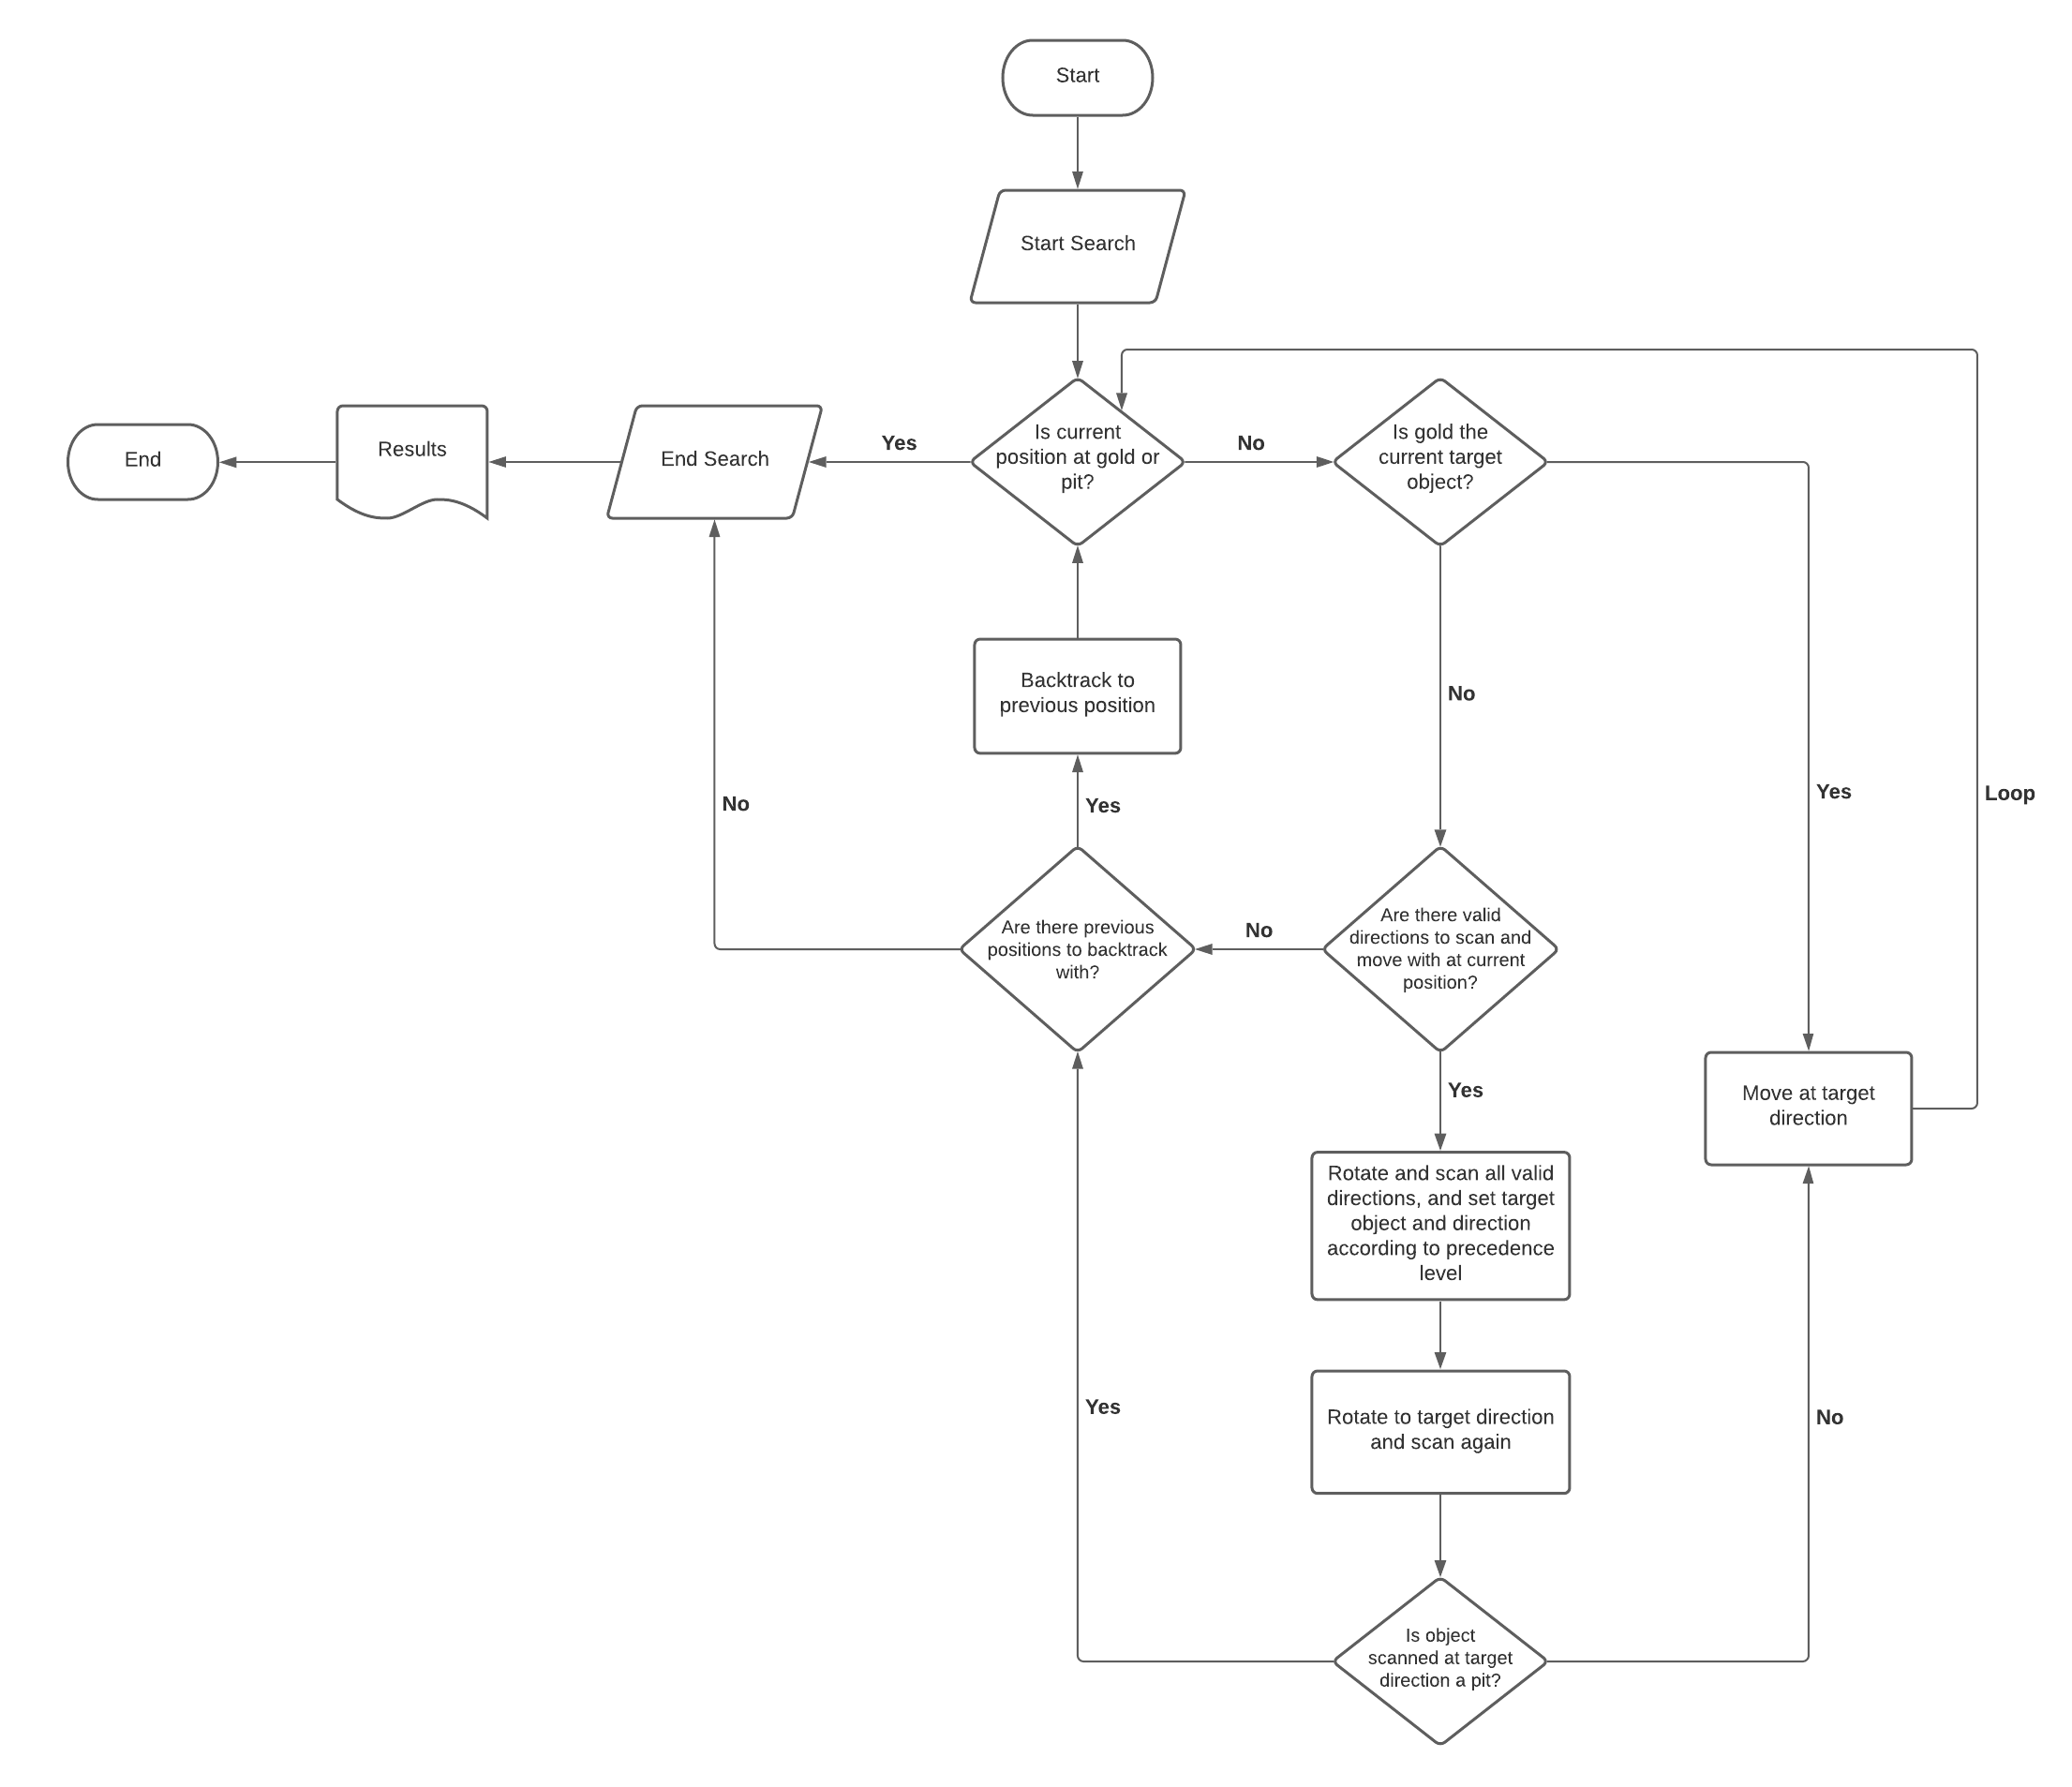 Start
Start Search
Is current
position at gold or
pit?
Yes
No
Is gold the
current target
object?
End Search
Results
End
Backtrack to
previous position
No
Yes
Loop
No
Yes
Are there previous
positions to backtrack
with?
No
Are there valid
directions to scan and
move with at current
position?
Yes
Move at target
direction
Rotate and scan all valid
directions, and set target
object and direction
according to precedence
level
Rotate to target direction
and scan again
Yes
No
Is object
scanned at target
direction a pit?